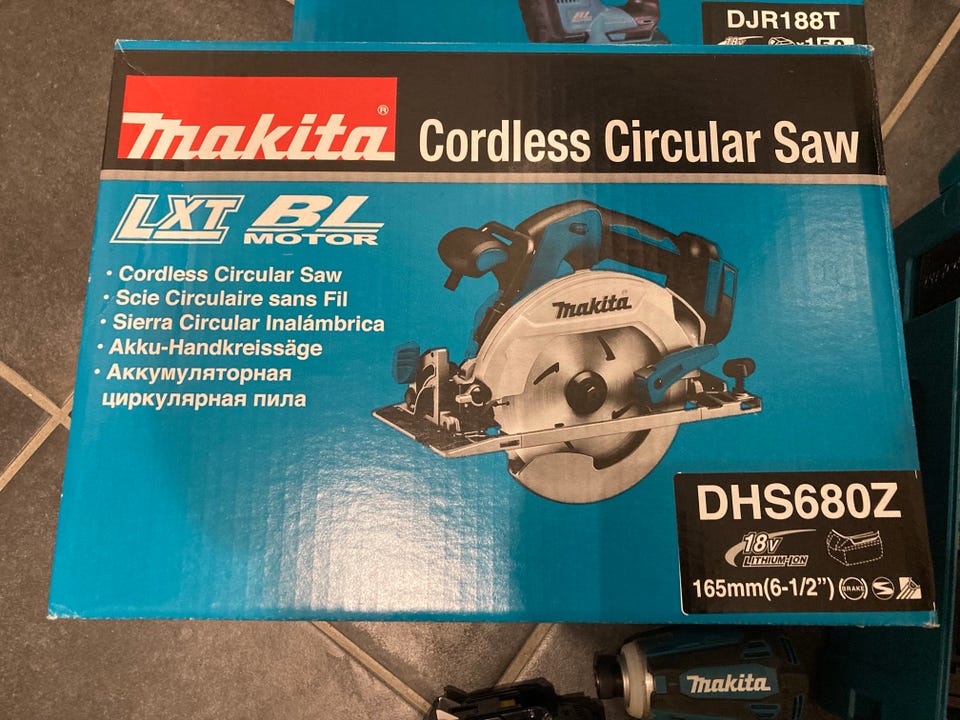 DJR188T
makita®
Cordless Circular Saw
LXT BL
MOTOR
• Cordless Circular Saw
• Scie Circulaire sans Fil
• Sierra Circular Inalámbrica
• Akku-Handkreissäge
• Аккумуляторная
циркулярная пила
makita
DHS680Z
18V
LITHIUM-ION
165mm(6-1/2”) BRAKE
makita